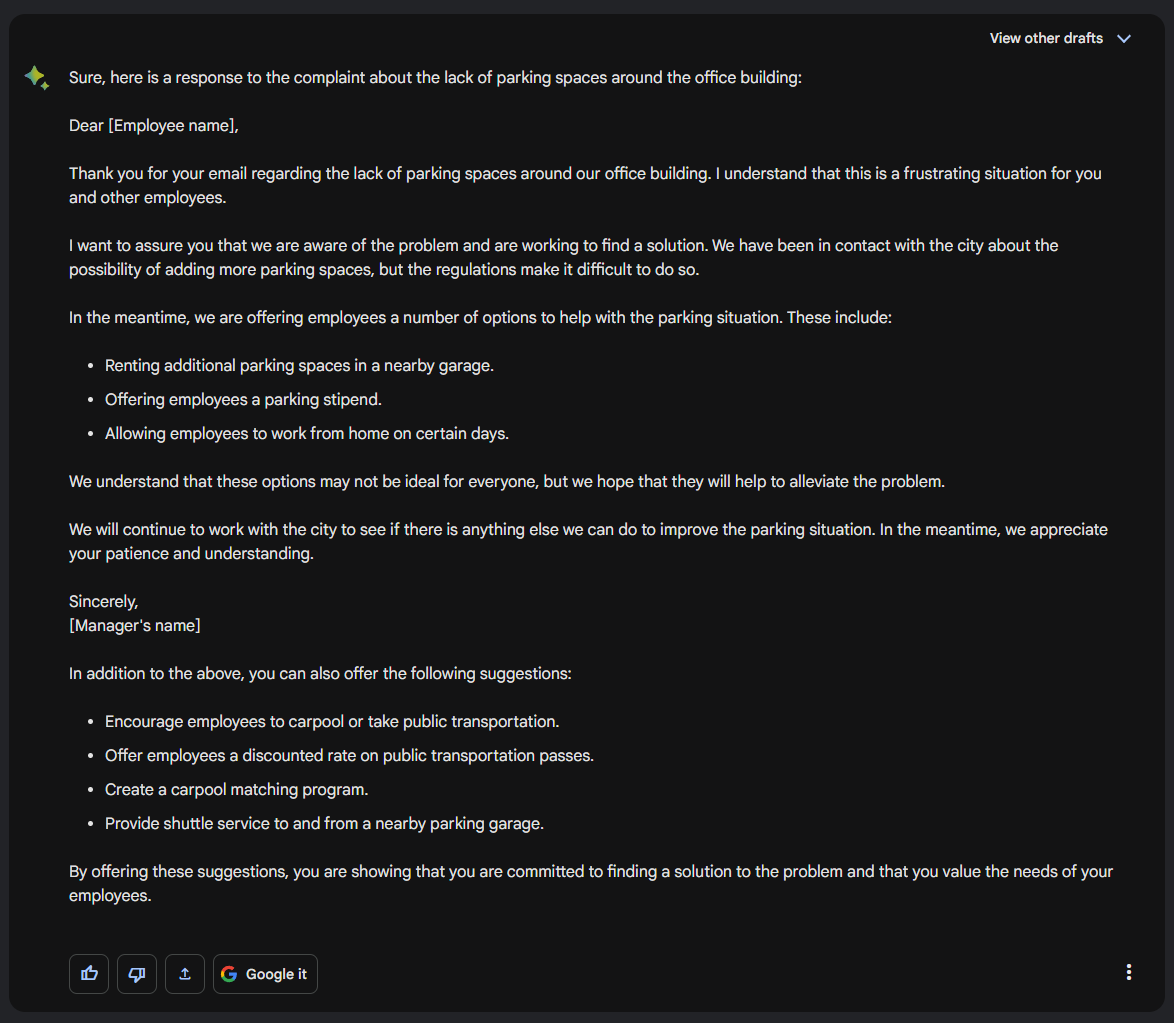 View other drafts
Sure, here is a response to the complaint about the lack of parking spaces around the office building:
Dear [Employee name],
Thank you for your email regarding the lack of parking spaces around our office building. I understand that this is a frustrating situation for you
and other employees.
I want to assure you that we are aware of the problem and are working to find a solution. We have been in contact with the city about the
possibility of adding more parking spaces, but the regulations make it difficult to do so.
In the meantime, we are offering employees a number of options to help with the parking situation. These include:
• Renting additional parking spaces in a nearby garage.
• Offering employees a parking stipend.
• Allowing employees to work from home on certain days.
We understand that these options may not be ideal for everyone, but we hope that they will help to alleviate the problem.
We will continue to work with the city to see if there is anything else we can do to improve the parking situation. In the meantime, we appreciate
your patience and understanding.
Sincerely,
[Manager's name]
In addition to the above, you can also offer the following suggestions:
• Encourage employees to carpool or take public transportation.
• Offer employees a discounted rate on public transportation passes.
• Create a carpool matching program.
• Provide shuttle service to and from a nearby parking garage.
By offering these suggestions, you are showing that you are committed to finding a solution to the problem and that you value the needs of your
employees.
Google it